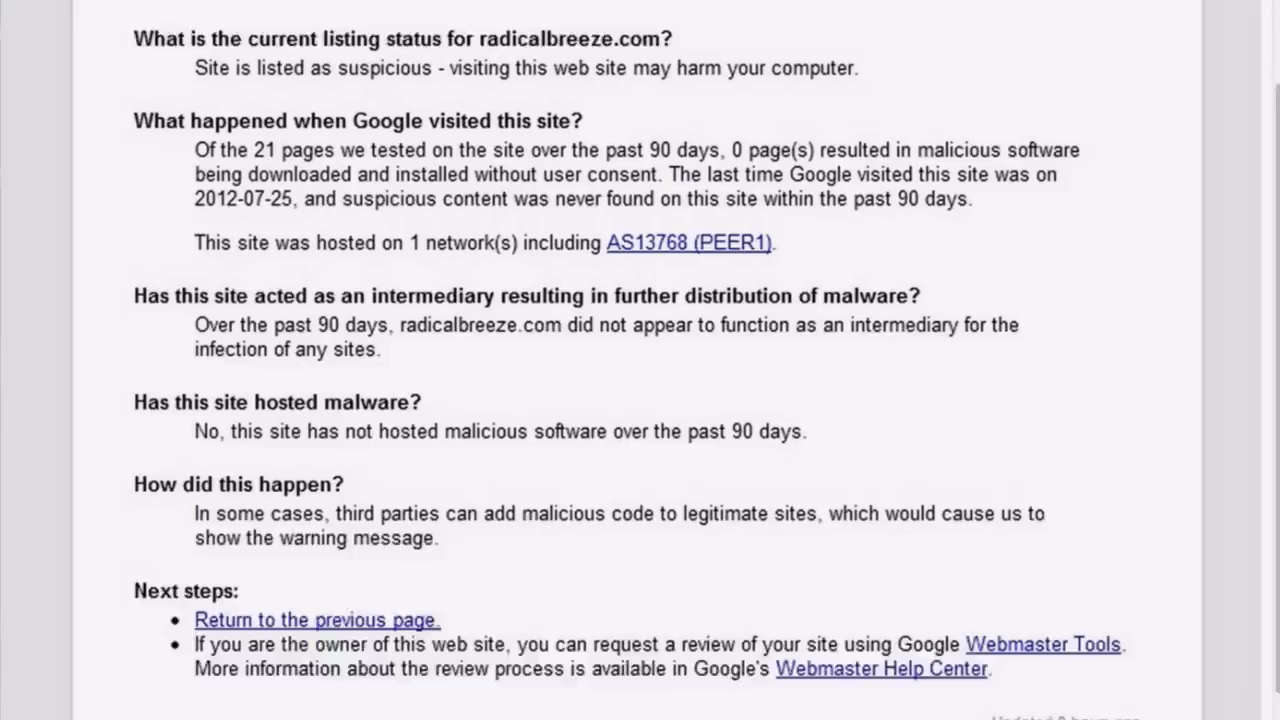 What is the current listing status for radicalbreeze.com?
Site is listed as suspicious - visiting this web site may harm your computer.
What happened when Google visited this site?
Of the 21 pages we tested on the site over the past 90 days, 0 page(s) resulted in malicious software
being downloaded and installed without user consent. The last time Google visited this site was on
2012-07-25, and suspicious content was never found on this site within the past 90 days.
This site was hosted on 1 network(s) including AS13768 (PEER1).
Has this site acted as an intermediary resulting in further distribution of malware?
Over the past 90 days, radicalbreeze.com did not appear to function as an intermediary for the
infection of any sites.
Has this site hosted malware?
No, this site has not hosted malicious software over the past 90 days.
How did this happen?
In some cases, third parties can add malicious code to legitimate sites, which would cause us to
show the warning message.
Next steps:
• Return to the previous page.
• If you are the owner of this web site, you can request a review of your site using Google Webmaster Tools.
More information about the review process is available in Google's Webmaster Help Center.